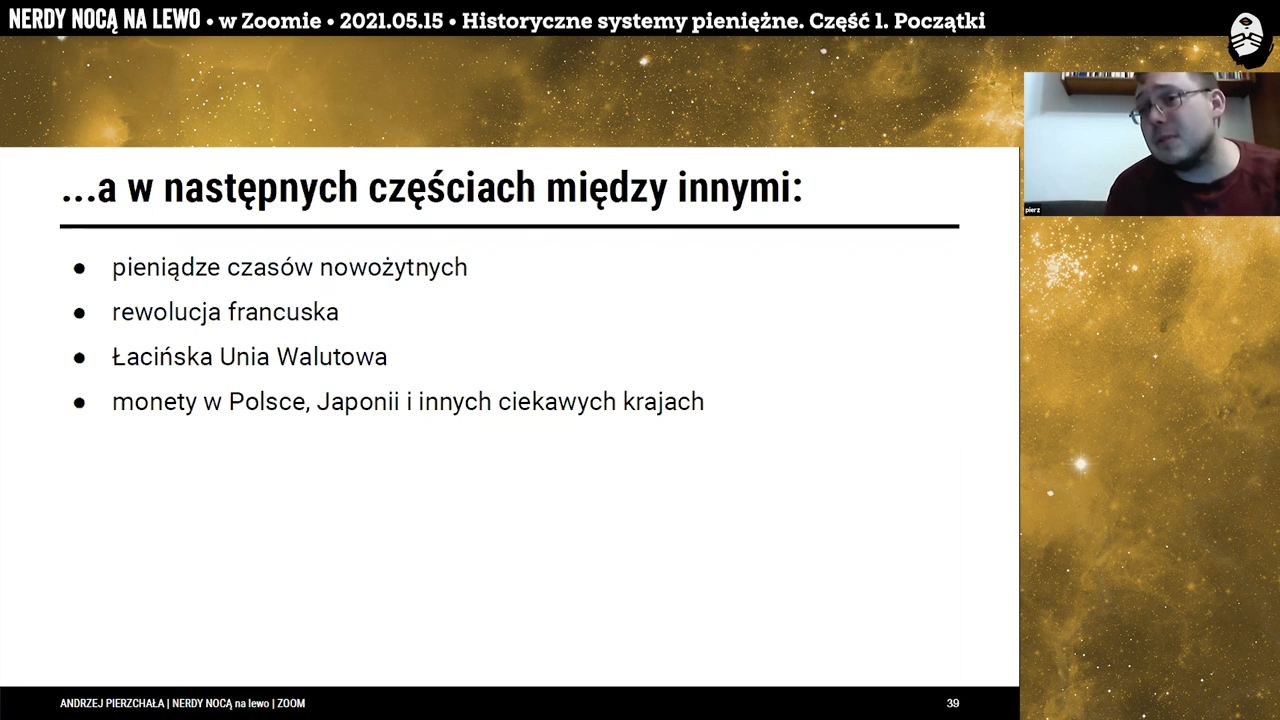 NERDY NOCĄ NA LEWO • w Zoomie • 2021.05.15 • Historyczne systemy pieniężne. Część 1. Początki
...a w następnych częściach między innymi:
● pieniądze czasów nowożytnych
● rewolucja francuska
● Łacińska Unia Walutowa
● monety w Polsce, Japonii i innych ciekawych krajach
pierz
ANDRZEJ PIERZCHAŁA | NERDY NOCĄ na lewo | ZOOM
39